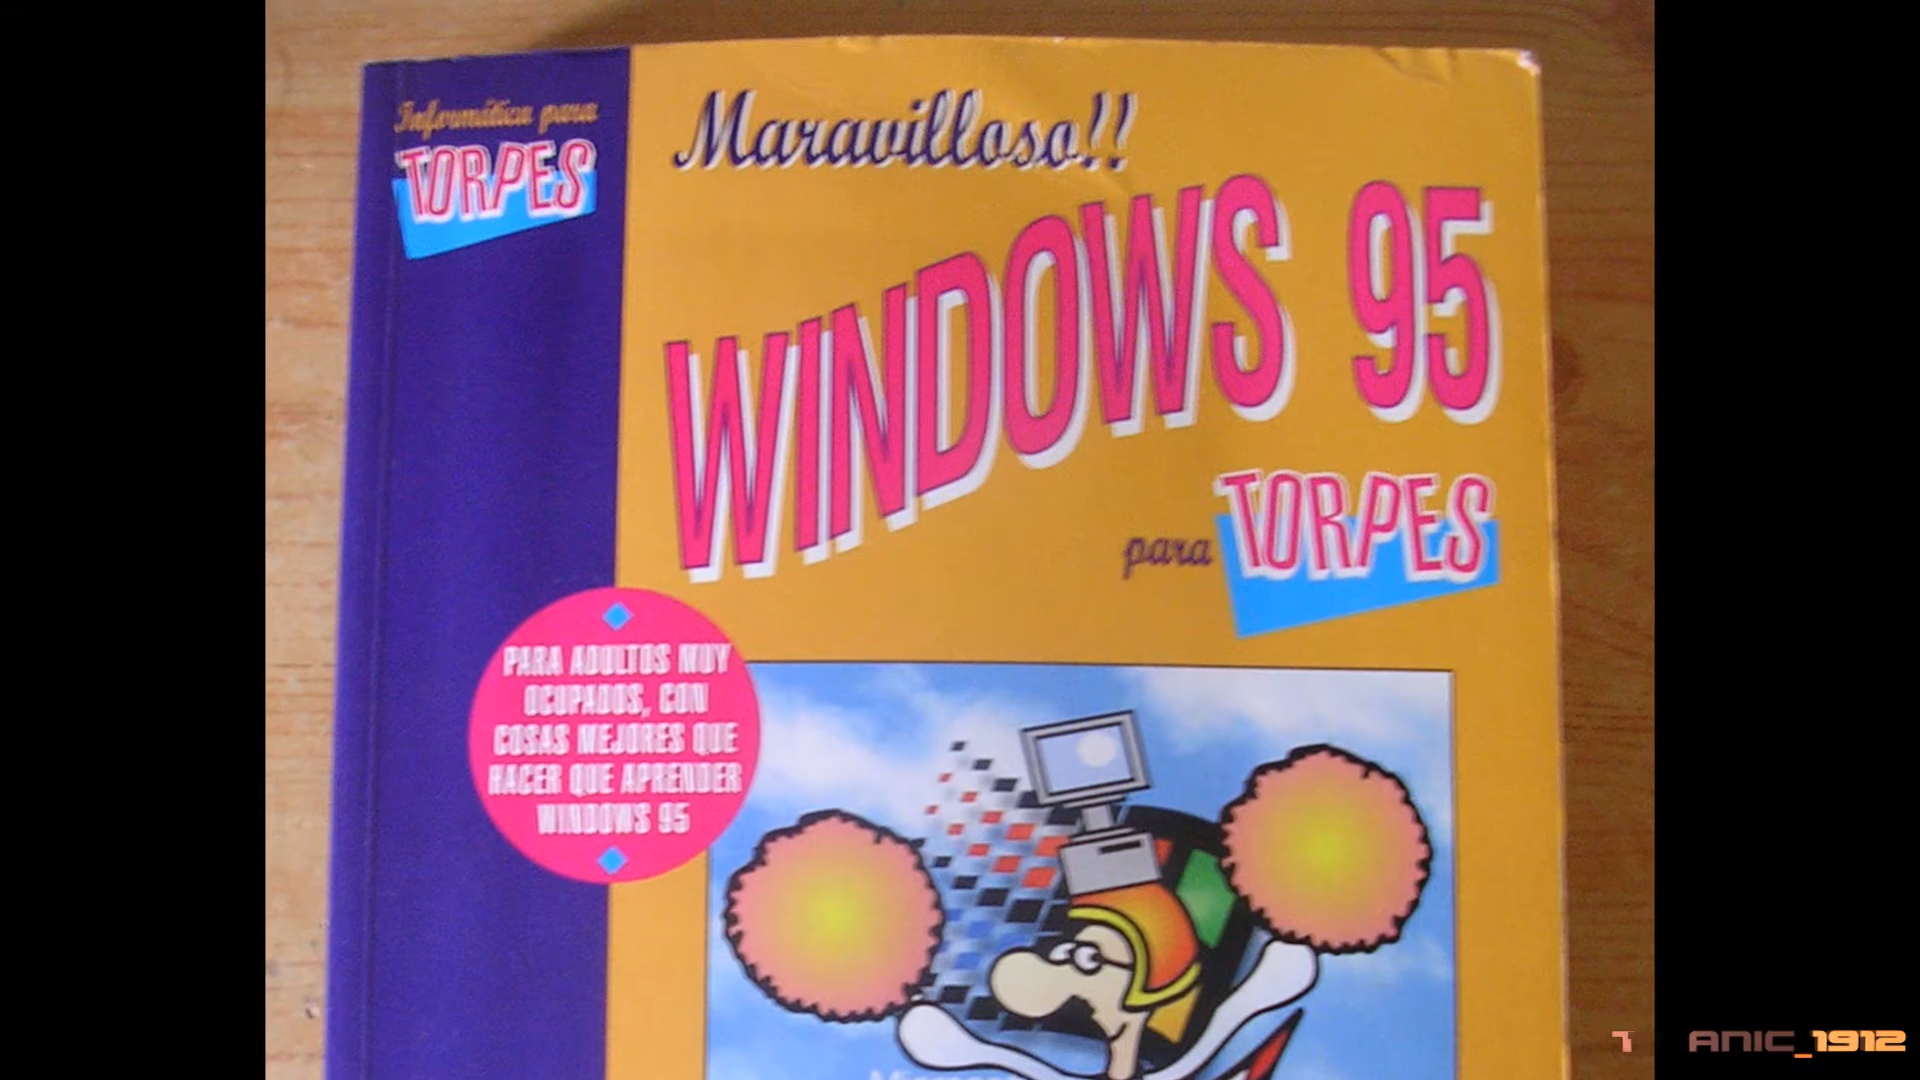 Informática para
TORPES
Maravilloso!!
WINDOWS 95
para TORPES
PARA ADULTOS MUY
OCUPADOS, CON
COSAS MEJORES QUE
HACER QUE APRENDER
WINDOWS 95
ANIC_1912